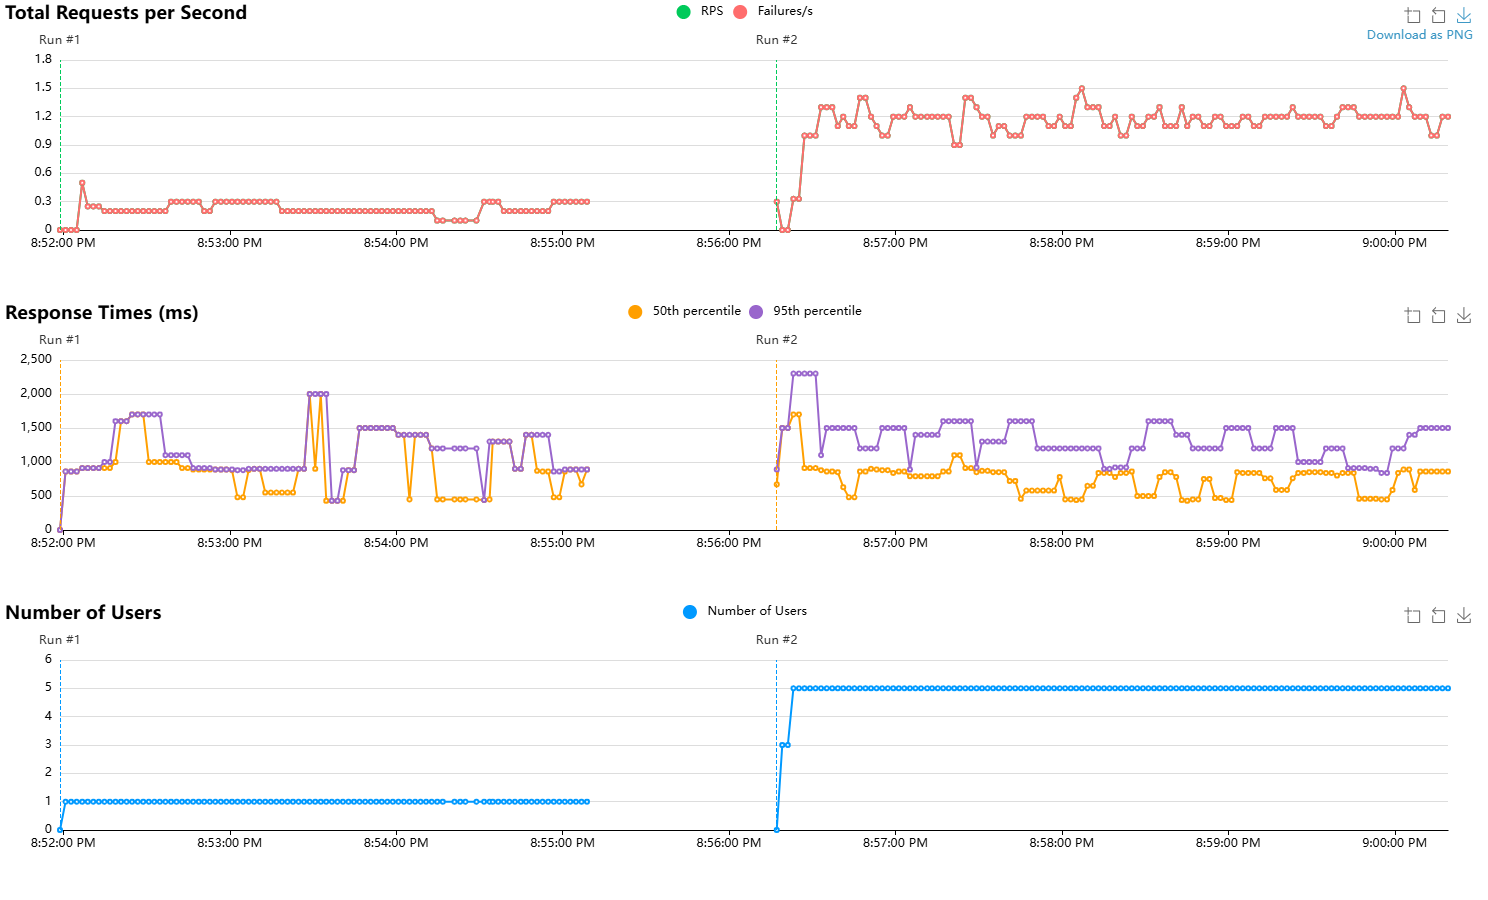 Total Requests per Second
RPS Failures/s
Download as PNG
Run #1 Run #2
1.8
1.5
1.2
0.9
0.6
0.3
0
8:52:00 PM 8:53:00 PM 8:54:00 PM 8:55:00 PM 8:56:00 PM 8:57:00 PM 8:58:00 PM 8:59:00 PM 9:00:00 PM
Response Times (ms)
50th percentile 95th percentile
Run #1 Run #2
2,500
2,000
1,500
1,000
500
0
8:52:00 PM 8:53:00 PM 8:54:00 PM 8:55:00 PM 8:56:00 PM 8:57:00 PM 8:58:00 PM 8:59:00 PM 9:00:00 PM
Number of Users
Number of Users
Run #1 Run #2
6
5
4
3
2
1
0
8:52:00 PM 8:53:00 PM 8:54:00 PM 8:55:00 PM 8:56:00 PM 8:57:00 PM 8:58:00 PM 8:59:00 PM 9:00:00 PM